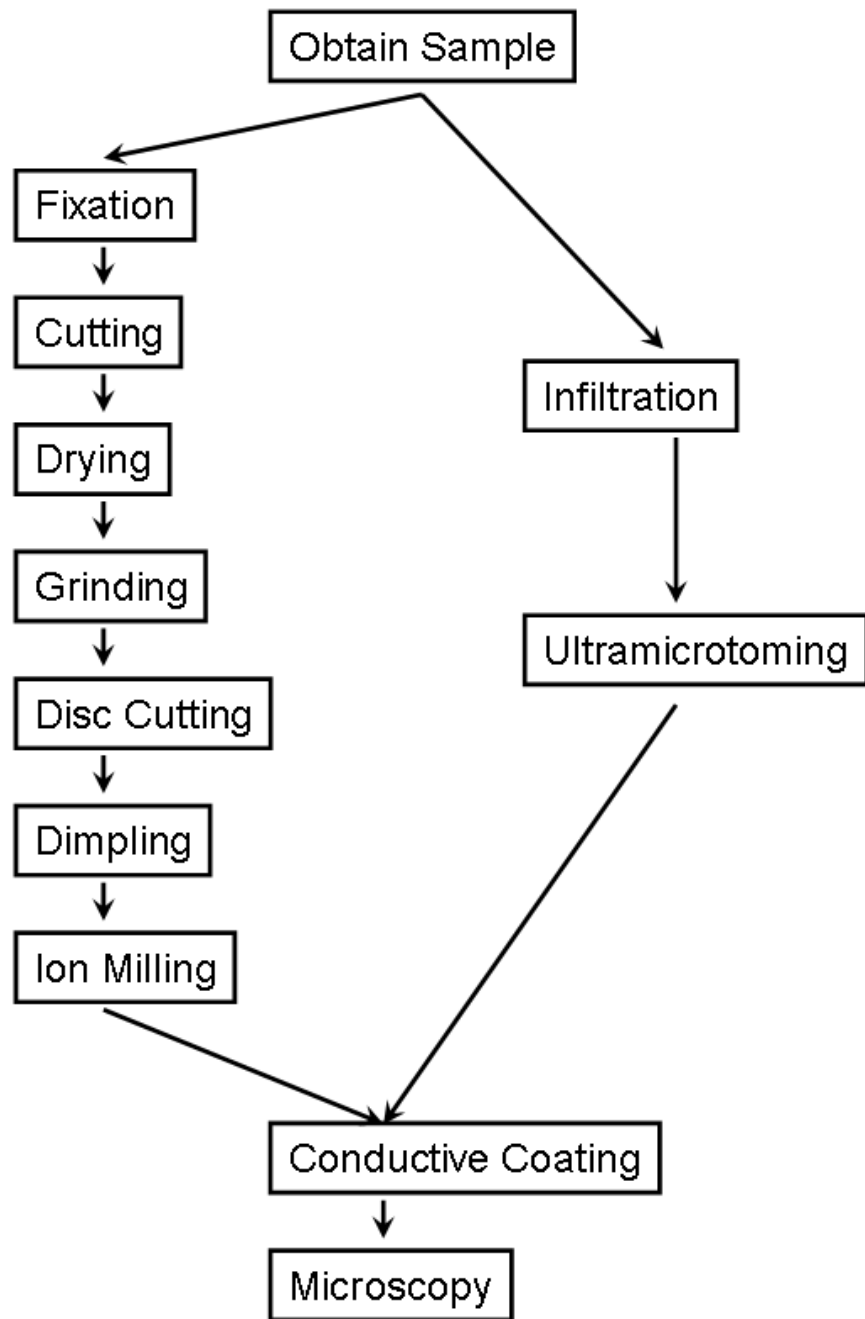 Obtain Sample
Fixation
Cutting
Drying
Grinding
Disc Cutting
Dimpling
Ion Milling
Infiltration
Ultramicrotoming
Conductive Coating
Microscopy